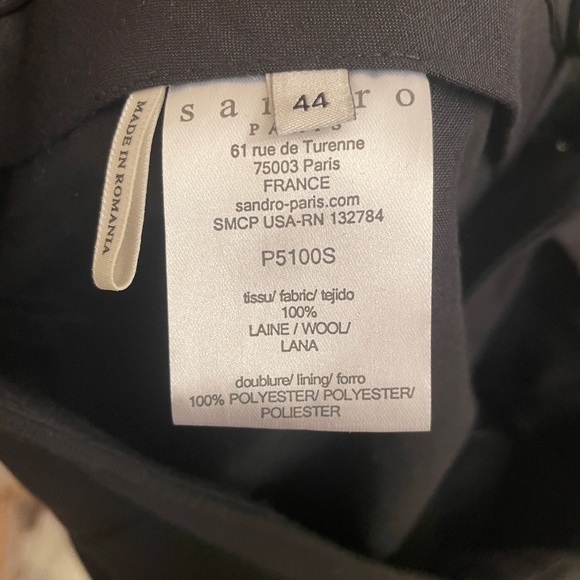 MADE IN ROMANIA
44
sa ro
61 rue de Turenne
75003 Paris
FRANCE
sandro-paris.com
SMCP USA-RN 132784
P5100S
tissu/ fabric/ tejido
100%
LAINE / WOOL/
LANA
doublure/ lining/ forro
100% POLYESTER/ POLYESTER/
POLIESTER